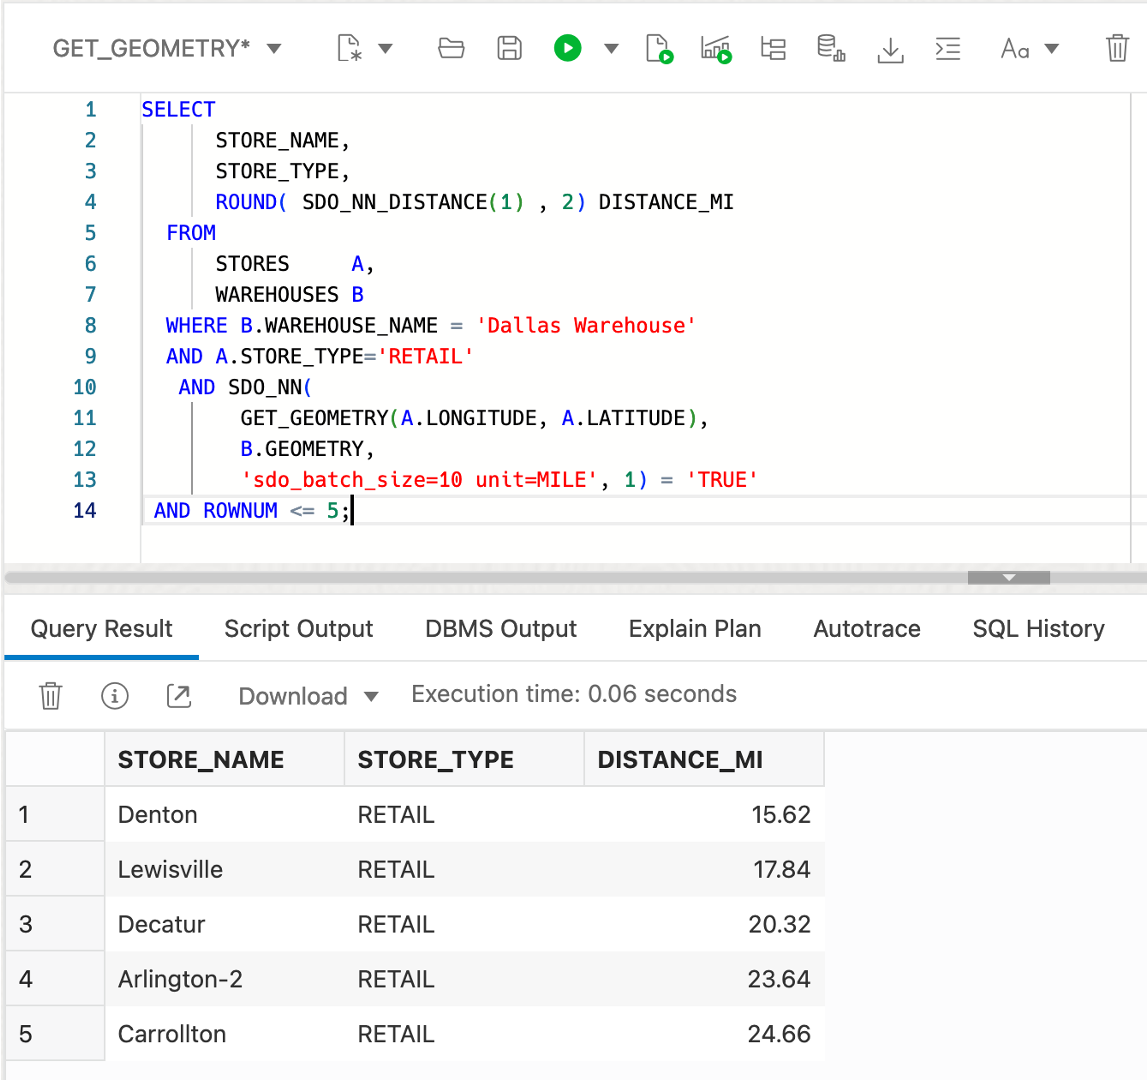 GET_GEOMETRY* Aa
1 SELECT
2 STORE_NAME,
3 STORE_TYPE,
4 ROUND( SDO_NN_DISTANCE(1) , 2) DISTANCE_MI
5 FROM
6 STORES A,
7 WAREHOUSES B
8 WHERE B.WAREHOUSE_NAME = 'Dallas Warehouse'
9 AND A.STORE_TYPE='RETAIL'
10 AND SDO_NN(
11 GET_GEOMETRY(A.LONGITUDE, A.LATITUDE),
12 B.GEOMETRY,
13 'sdo_batch_size=10 unit=MILE', 1) = 'TRUE'
14 AND ROWNUM <= 5;
Query Result Script Output DBMS Output Explain Plan Autotrace SQL History
Download Execution time: 0.06 seconds
STORE_NAME STORE_TYPE DISTANCE_MI
1 Denton RETAIL 15.62
2 Lewisville RETAIL 17.84
3 Decatur RETAIL 20.32
4 Arlington-2 RETAIL 23.64
5 Carrollton RETAIL 24.66